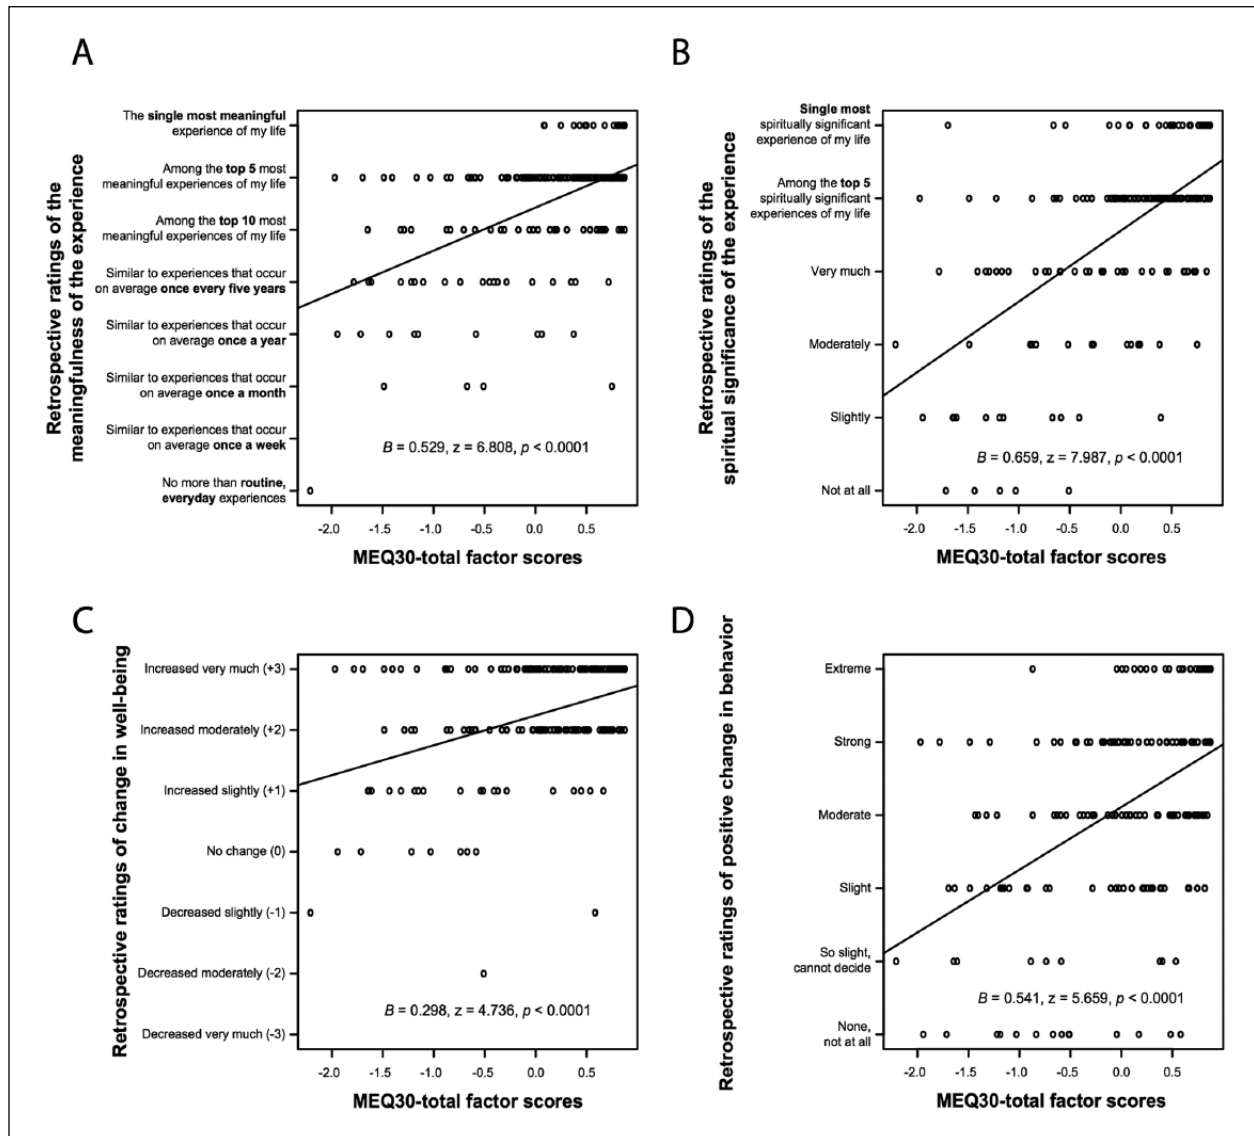 A
Retrospective ratings of the
meaningfulness of the experience
The single most meaningful
experience of my life
Among the top 5 most
meaningful experiences of my life
Among the top 10 most
meaningful experiences of my life
Similar to experiences that occur
on average once every five years
Similar to experiences that occur
on average once a year
Similar to experiences that occur
on average once a month
Similar to experiences that occur
on average once a week
No more than routine,
everyday experiences
B = 0.529, z = 6.808, p < 0.0001
-2.0 -1.5 -1.0 -0.5 0.0 0.5
MEQ30-total factor scores
B
Retrospective ratings of the
spiritual significance of the experience
Single most
spiritually significant
experience of my life
Among the top 5
spiritually significant
experiences of my life
Very much
Moderately
Slightly
Not at all
B = 0.659, z = 7.987, p < 0.0001
-2.0 -1.5 -1.0 -0.5 0.0 0.5
MEQ30-total factor scores
C
Retrospective ratings of change in well-being
Increased very much (+3)
Increased moderately (+2)
Increased slightly (+1)
No change (0)
Decreased slightly (-1)
Decreased moderately (-2)
Decreased very much (-3)
B = 0.298, z = 4.736, p < 0.0001
-2.0 -1.5 -1.0 -0.5 0.0 0.5
MEQ30-total factor scores
D
Retrospective ratings of positive change in behavior
Extreme
Strong
Moderate
Slight
So slight,
cannot decide
None,
not at all
B = 0.541, z = 5.659, p < 0.0001
-2.0 -1.5 -1.0 -0.5 0.0 0.5
MEQ30-total factor scores